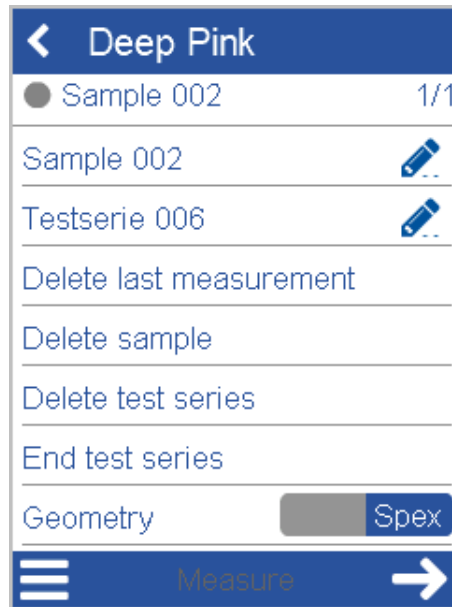 Deep Pink
Sample 002 1/1
Sample 002
Testserie 006
Delete last measurement
Delete sample
Delete test series
End test series
Geometry Spex
Measure